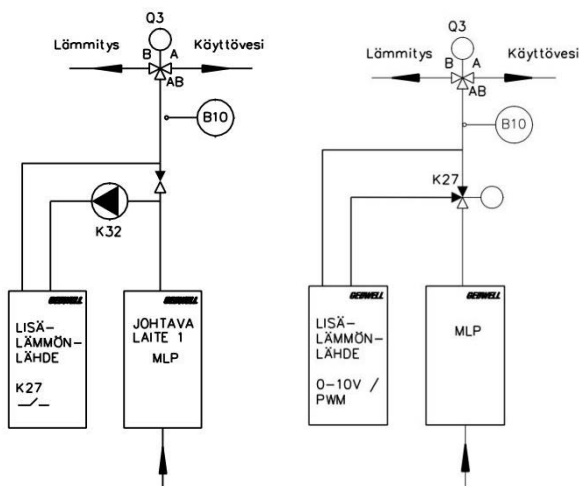 Q3
Lämmitys B A Käyttövesi
AB
B10
K32
GEBWELL
LISÄ-
LÄMMÖN-
LÄHDE
K27
GEBWELL
JOHTAVA
LAITE 1
MLP
Q3
Lämmitys B A Käyttövesi
AB
B10
K27
GEBWELL
LISÄ-
LÄMMÖN-
LÄHDE
0-10V /
PWM
GEBWELL
MLP